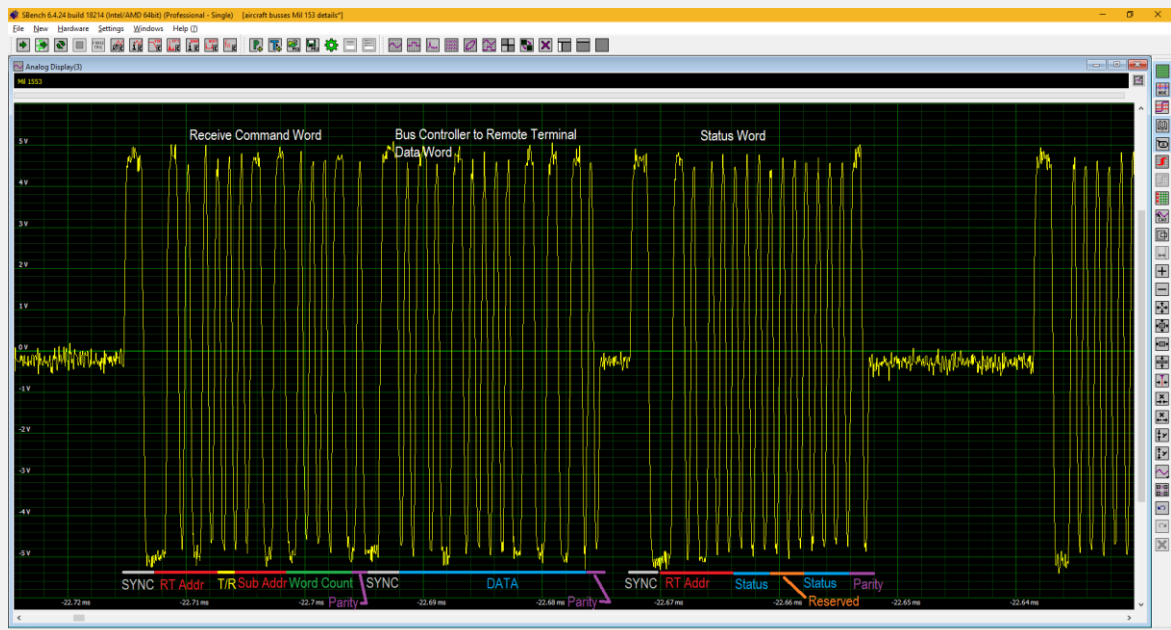 SBench 6.4.24 build 18214 (Intel/AMD 64bit) (Professional - Single) [aircraft busses Mil 153 details*]
File New Hardware Settings Windows Help (?)
Analog Display(3)
Mil 1553
Receive Command Word
Bus Controller to Remote Terminal
Data Word
Status Word
5 V
4 V
3 V
2 V
1 V
0 V
-1 V
-2 V
-3 V
-4 V
-5 V
SYNC RT Addr T/R Sub Addr Word Count SYNC DATA SYNC RT Addr Status Status Parity
-22.72 ms -22.71 ms -22.7 ms Parity -22.69 ms -22.68 ms Parity -22.67 ms -22.66 ms Reserved -22.65 ms -22.64 ms